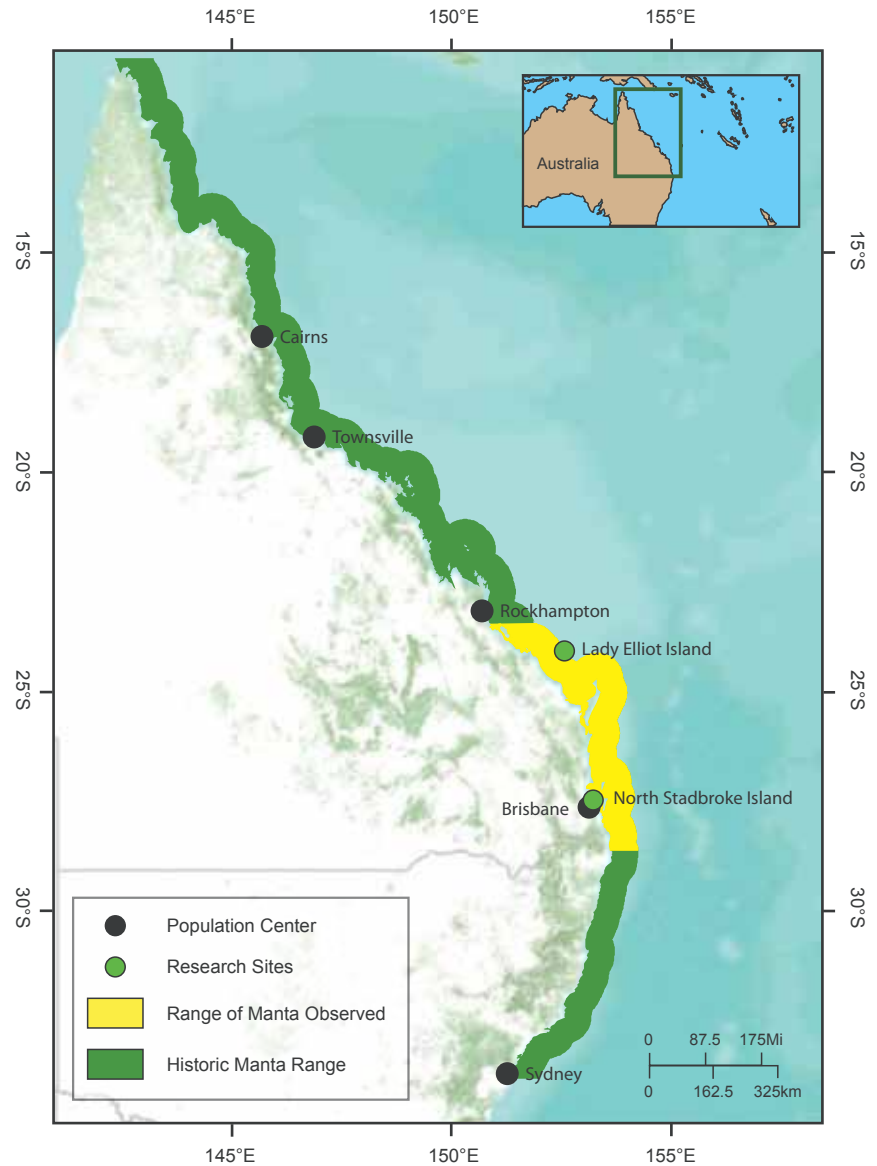 145°E
150°E
155°E
Australia
15°S
15°S
Cairns
Townsville
20°S
20°S
Rockhampton
Lady Elliot Island
25°S
25°S
North Stadbroke Island
Brisbane
30°S
30°S
Population Center
Research Sites
Range of Manta Observed
Historic Manta Range
0 87.5 175Mi
0 162.5 325km
Sydney
145°E
150°E
155°E